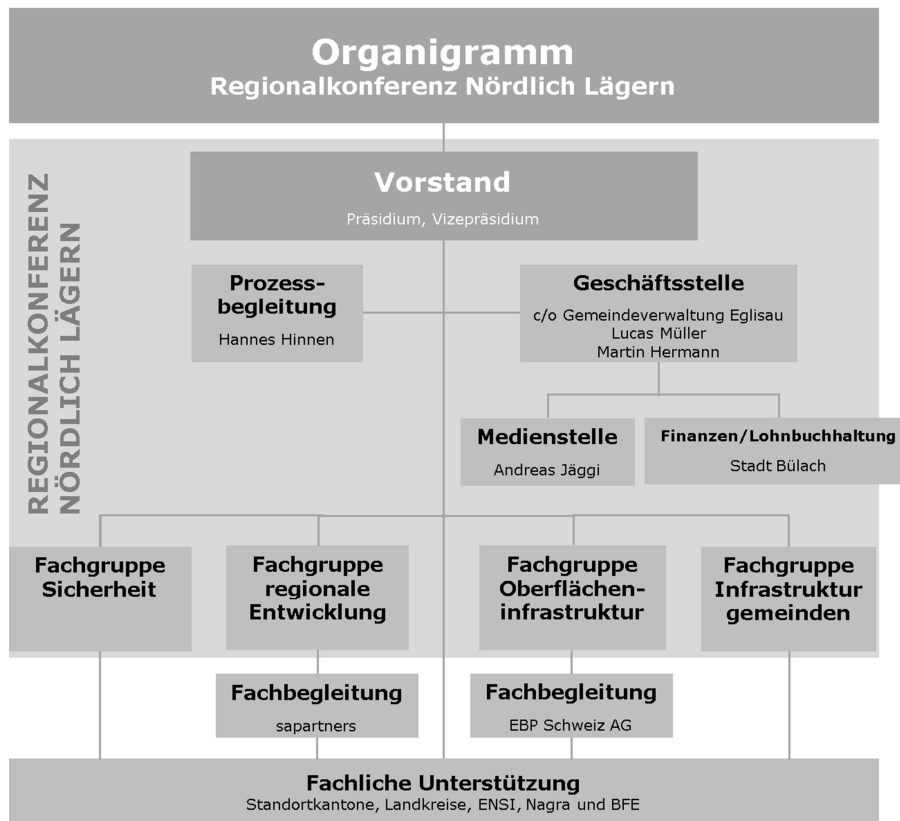 Organigramm
Regionalkonferenz Nördlich Lägern
REGIONALKONFERENZ
NÖRDLICH LÄGERN
Vorstand
Präsidium, Vizepräsidium
Prozess-
begleitung
Hannes Hinnen
Geschäftsstelle
c/o Gemeindeverwaltung Eglisau
Lucas Müller
Martin Hermann
Medienstelle
Andreas Jäggi
Finanzen/Lohnbuchhaltung
Stadt Bülach
Fachgruppe
Sicherheit
Fachgruppe
regionale
Entwicklung
Fachgruppe
Oberflächen-
infrastruktur
Fachgruppe
Infrastruktur
gemeinden
Fachbegleitung
sapartners
Fachbegleitung
EBP Schweiz AG
Fachliche Unterstützung
Standortkantone, Landkreise, ENSI, Nagra und BFE